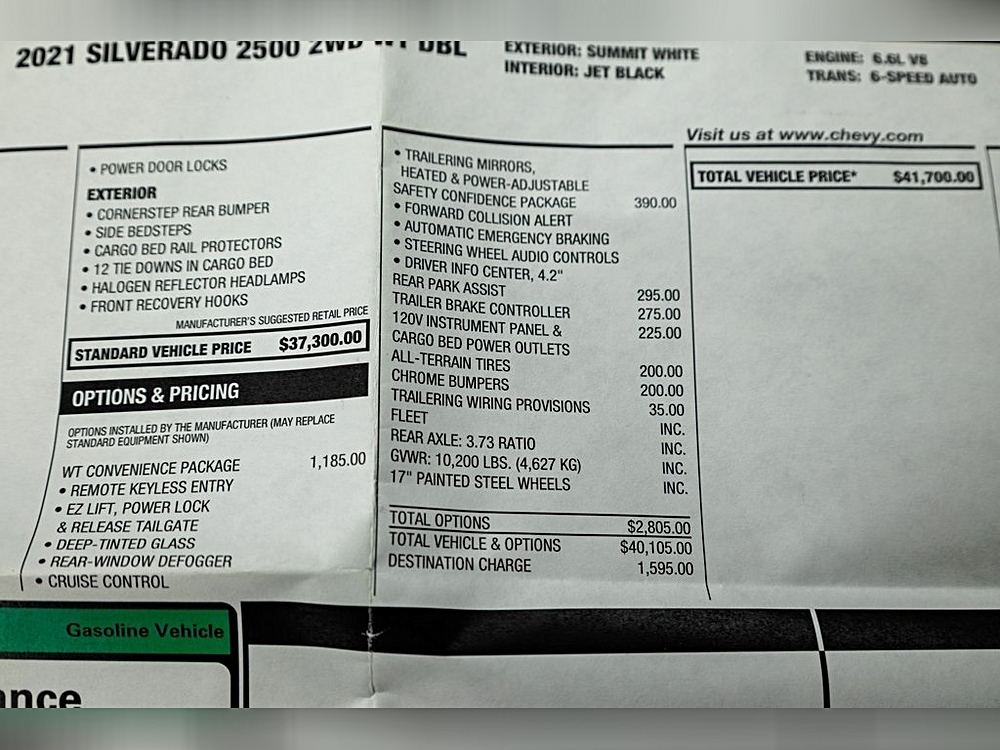 2021 SILVERADO 2500 2WD WT DBL
EXTERIOR: SUMMIT WHITE
INTERIOR: JET BLACK
ENGINE: 6.6L V8
TRANS: 6-SPEED AUTO
Visit us at www.chevy.com
• POWER DOOR LOCKS
EXTERIOR
• CORNERSTEP REAR BUMPER
• SIDE BEDSTEPS
• CARGO BED RAIL PROTECTORS
• 12 TIE DOWNS IN CARGO BED
• HALOGEN REFLECTOR HEADLAMPS
• FRONT RECOVERY HOOKS
MANUFACTURER'S SUGGESTED RETAIL PRICE
STANDARD VEHICLE PRICE $37,300.00
OPTIONS & PRICING
OPTIONS INSTALLED BY THE MANUFACTURER (MAY REPLACE
STANDARD EQUIPMENT SHOWN)
WT CONVENIENCE PACKAGE 1,185.00
• REMOTE KEYLESS ENTRY
• EZ LIFT, POWER LOCK
& RELEASE TAILGATE
• DEEP-TINTED GLASS
• REAR-WINDOW DEFOGGER
• CRUISE CONTROL
• TRAILERING MIRRORS,
HEATED & POWER-ADJUSTABLE
SAFETY CONFIDENCE PACKAGE 390.00
• FORWARD COLLISION ALERT
• AUTOMATIC EMERGENCY BRAKING
• STEERING WHEEL AUDIO CONTROLS
• DRIVER INFO CENTER, 4.2"
REAR PARK ASSIST 295.00
TRAILER BRAKE CONTROLLER 275.00
120V INSTRUMENT PANEL & 225.00
CARGO BED POWER OUTLETS
ALL-TERRAIN TIRES 200.00
CHROME BUMPERS 200.00
TRAILERING WIRING PROVISIONS 35.00
FLEET INC.
REAR AXLE: 3.73 RATIO INC.
GVWR: 10,200 LBS. (4,627 KG) INC.
17" PAINTED STEEL WHEELS INC.
TOTAL OPTIONS $2,805.00
TOTAL VEHICLE & OPTIONS $40,105.00
DESTINATION CHARGE 1,595.00
TOTAL VEHICLE PRICE* $41,700.00
Gasoline Vehicle
ance